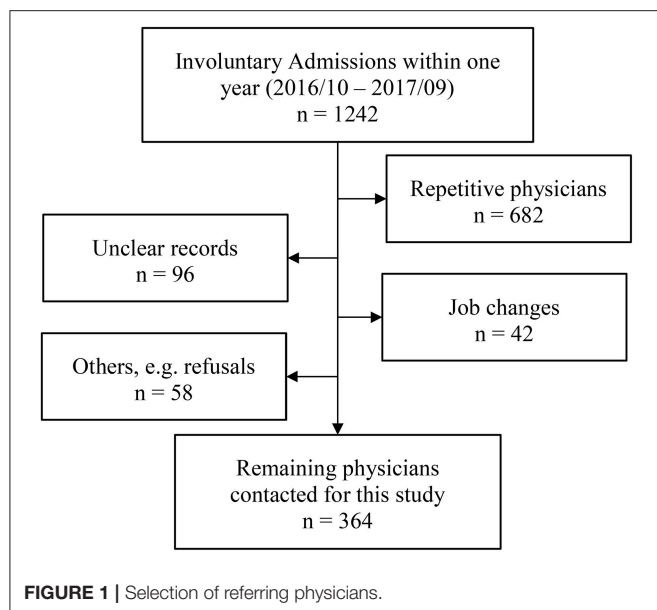 Involuntary Admissions within one
year (2016/10 – 2017/09)
n = 1242
Repetitive physicians
n = 682
Unclear records
n = 96
Job changes
n = 42
Others, e.g. refusals
n = 58
Remaining physicians
contacted for this study
n = 364
FIGURE 1 | Selection of referring physicians.